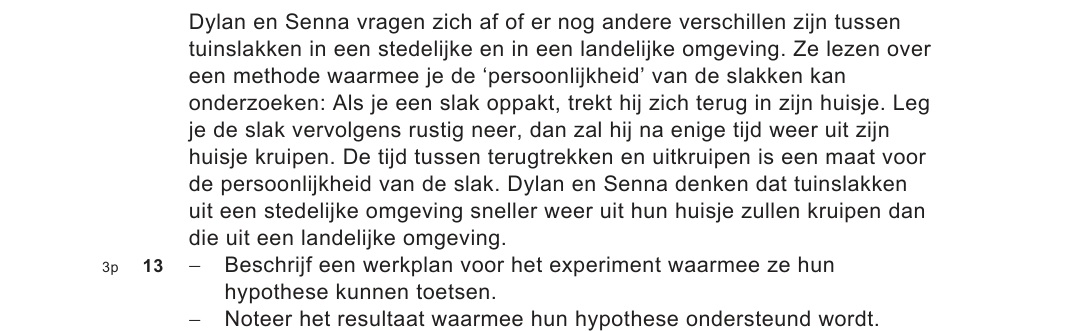 Dylan en Senna vragen zich af of er nog andere verschillen zijn tussen
tuinslakken in een stedelijke en in een landelijke omgeving. Ze lezen over
een methode waarmee je de ‘persoonlijkheid’ van de slakken kan
onderzoeken: Als je een slak oppakt, trekt hij zich terug in zijn huisje. Leg
je de slak vervolgens rustig neer, dan zal hij na enige tijd weer uit zijn
huisje kruipen. De tijd tussen terugtrekken en uitkruipen is een maat voor
de persoonlijkheid van de slak. Dylan en Senna denken dat tuinslakken
uit een stedelijke omgeving sneller weer uit hun huisje zullen kruipen dan
die uit een landelijke omgeving.
3p 13 – Beschrijf een werkplan voor het experiment waarmee ze hun
hypothese kunnen toetsen.
– Noteer het resultaat waarmee hun hypothese ondersteund wordt.